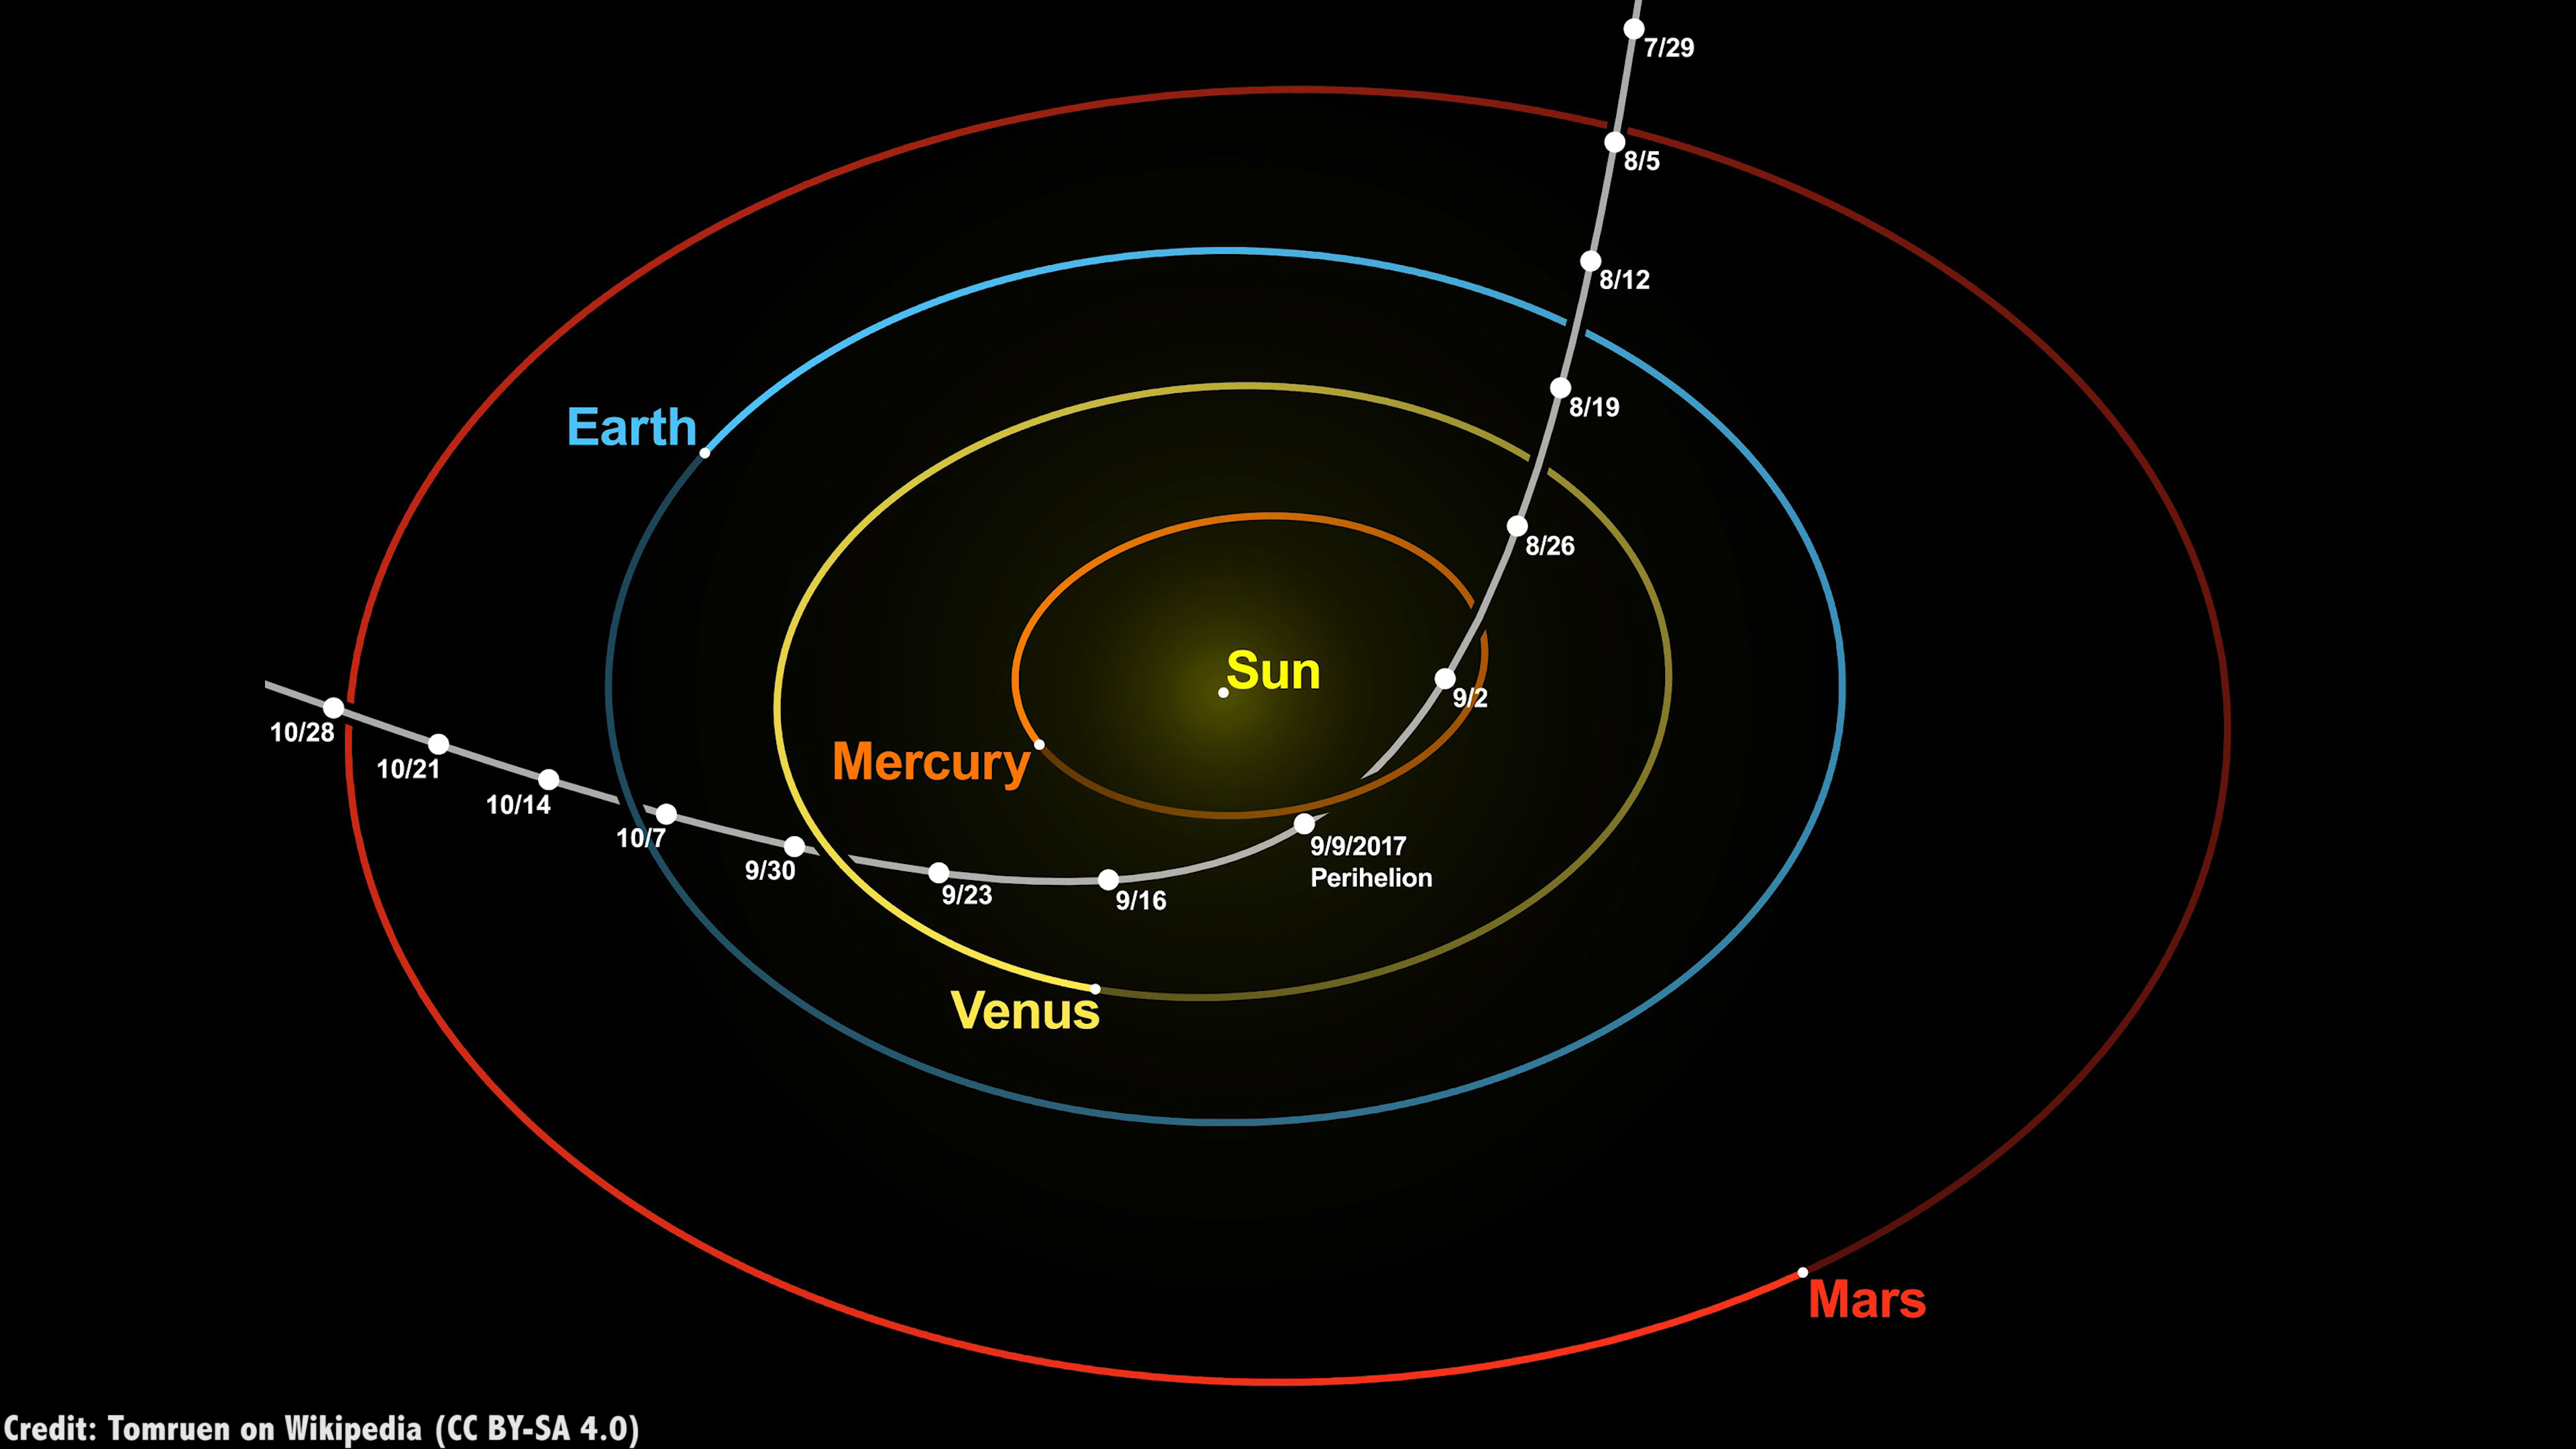 7/29
8/5
8/12
8/19
Earth
8/26
Sun
9/2
10/28
Mercury
10/21
10/14
10/7
9/30
9/9/2017
Perihelion
9/23
9/16
Venus
Mars
Credit: Tomruen on Wikipedia (CC BY-SA 4.0)